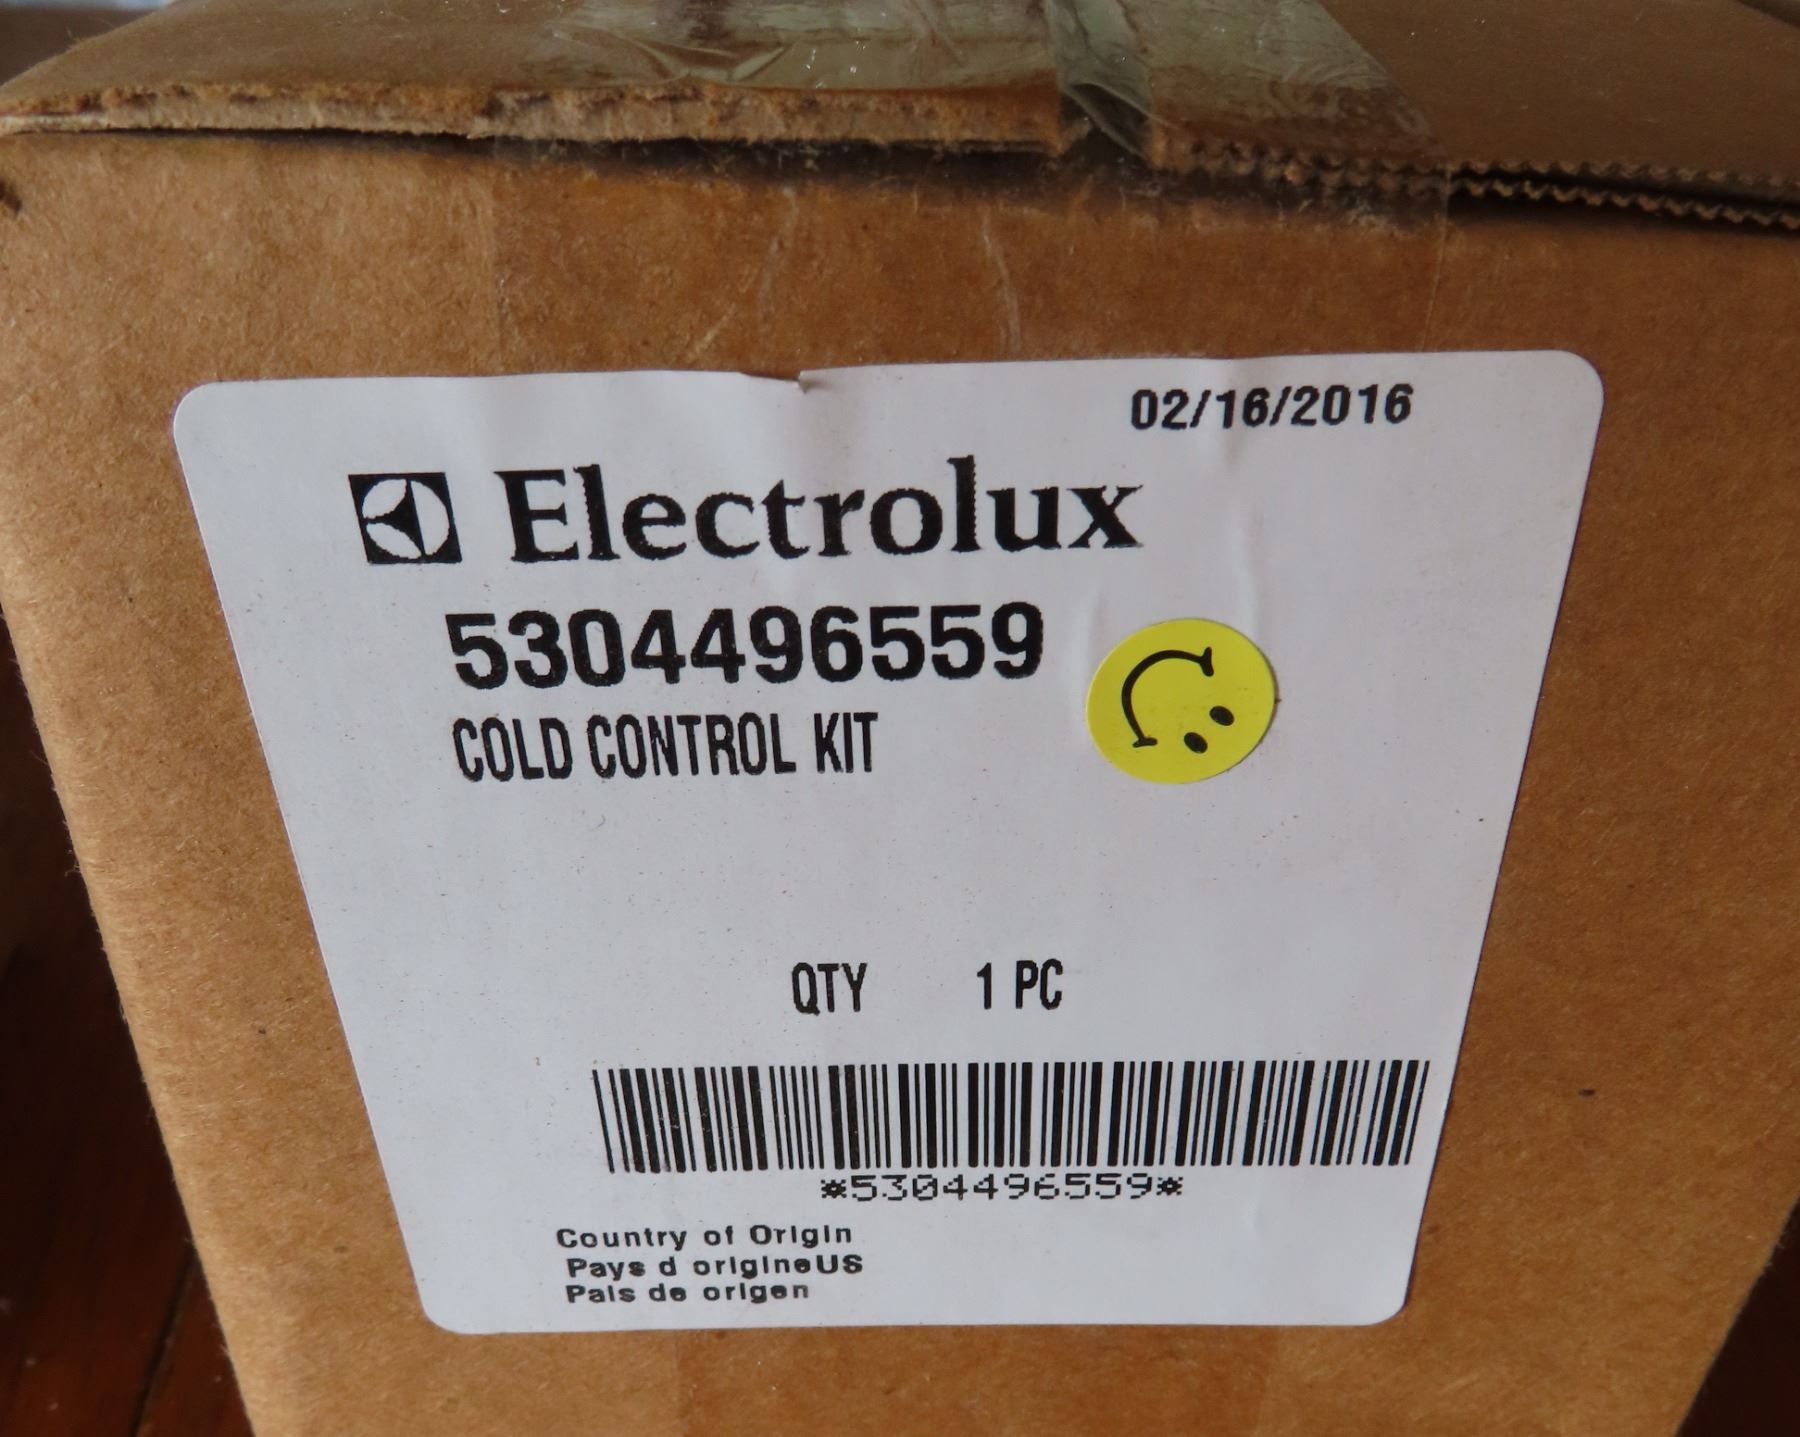 02/16/2016
Electrolux
5304496559
COLD CONTROL KIT
QTY 1 PC
*5304496559*
Country of Origin
Pays d origineUS
Pais de origen